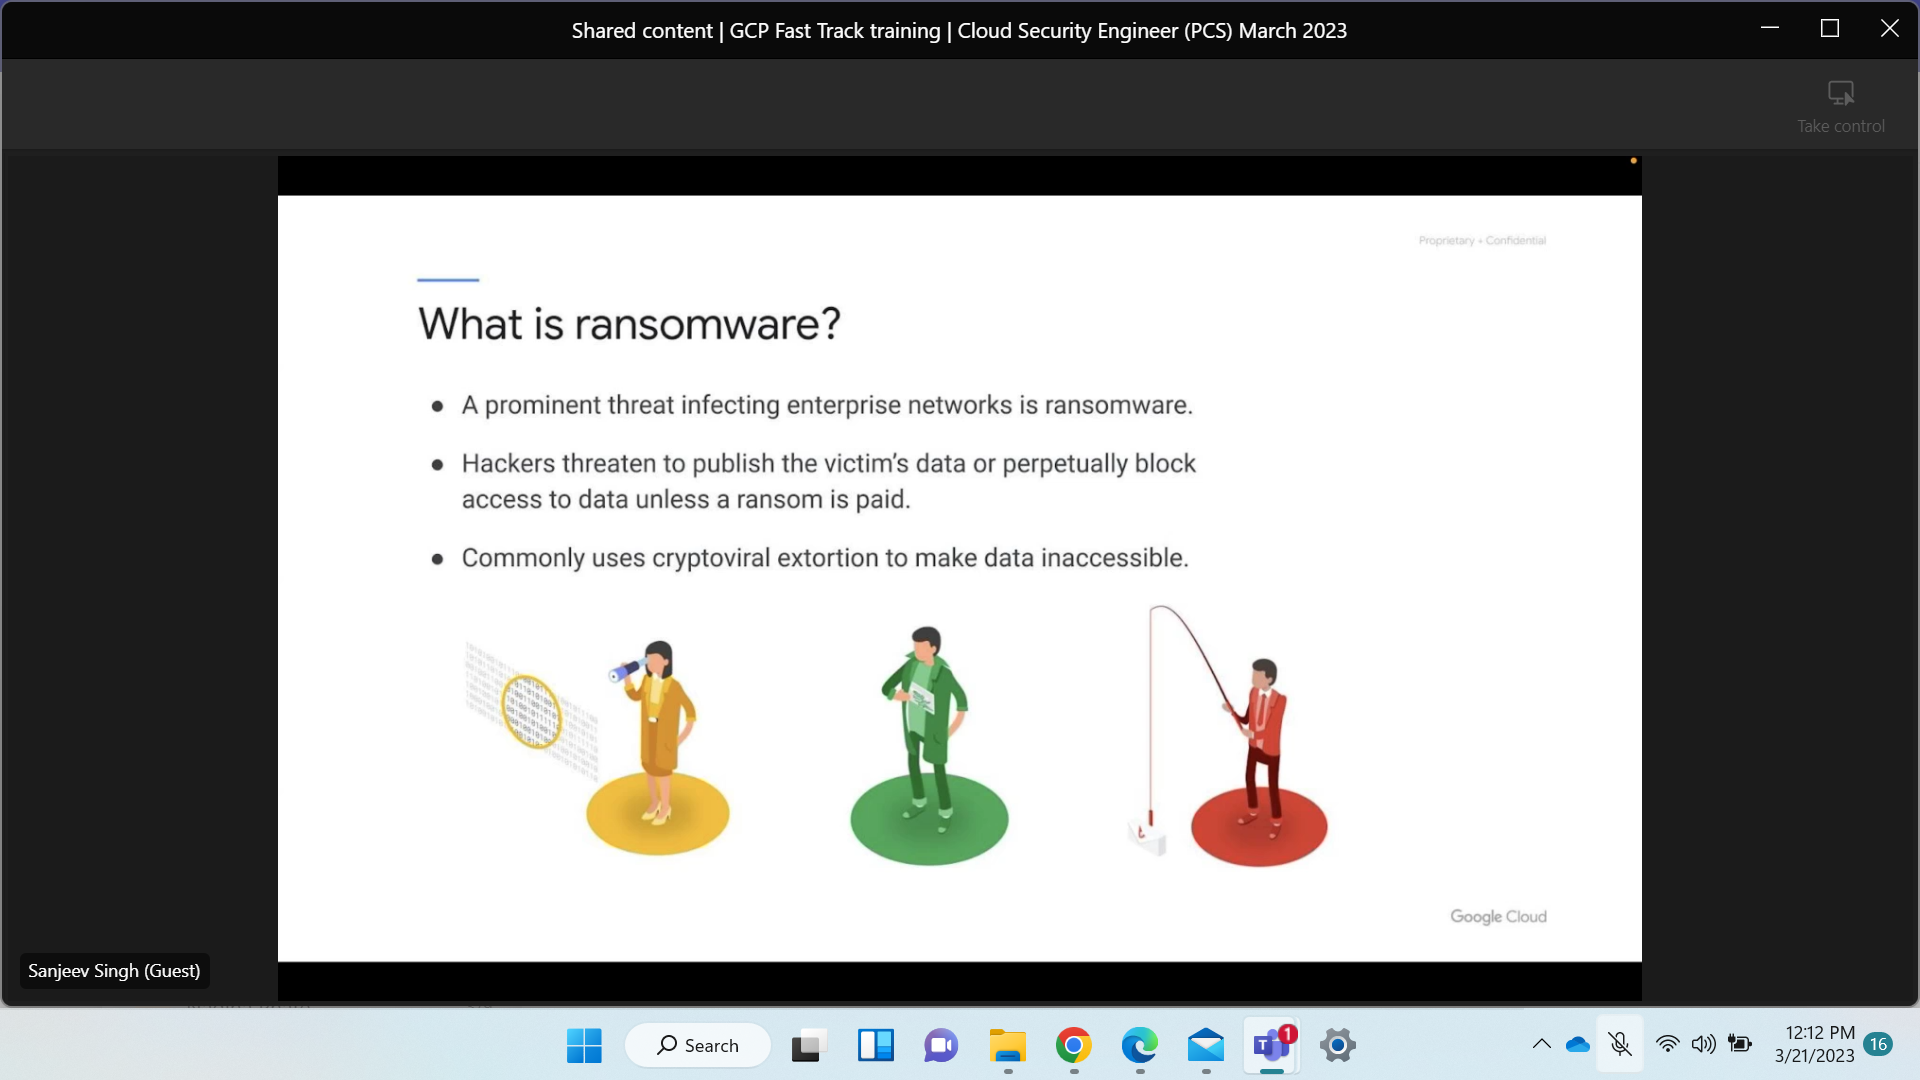 Shared content | GCP Fast Track training | Cloud Security Engineer (PCS) March 2023
Take control
Proprietary + Confidential
What is ransomware?
● A prominent threat infecting enterprise networks is ransomware.
● Hackers threaten to publish the victim's data or perpetually block
access to data unless a ransom is paid.
● Commonly uses cryptoviral extortion to make data inaccessible.
Google Cloud
Sanjeev Singh (Guest)
Search
T
1
12:12 PM
3/21/2023
16